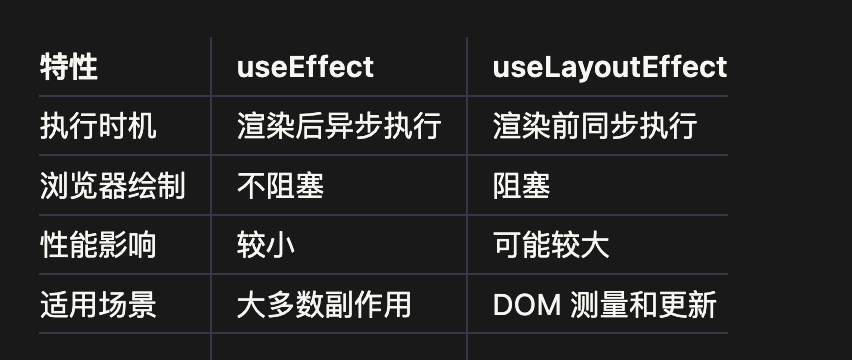 特性 useEffect useLayoutEffect
执行时机 渲染后异步执行 渲染前同步执行
浏览器绘制 不阻塞 阻塞
性能影响 较小 可能较大
适用场景 大多数副作用 DOM 测量和更新